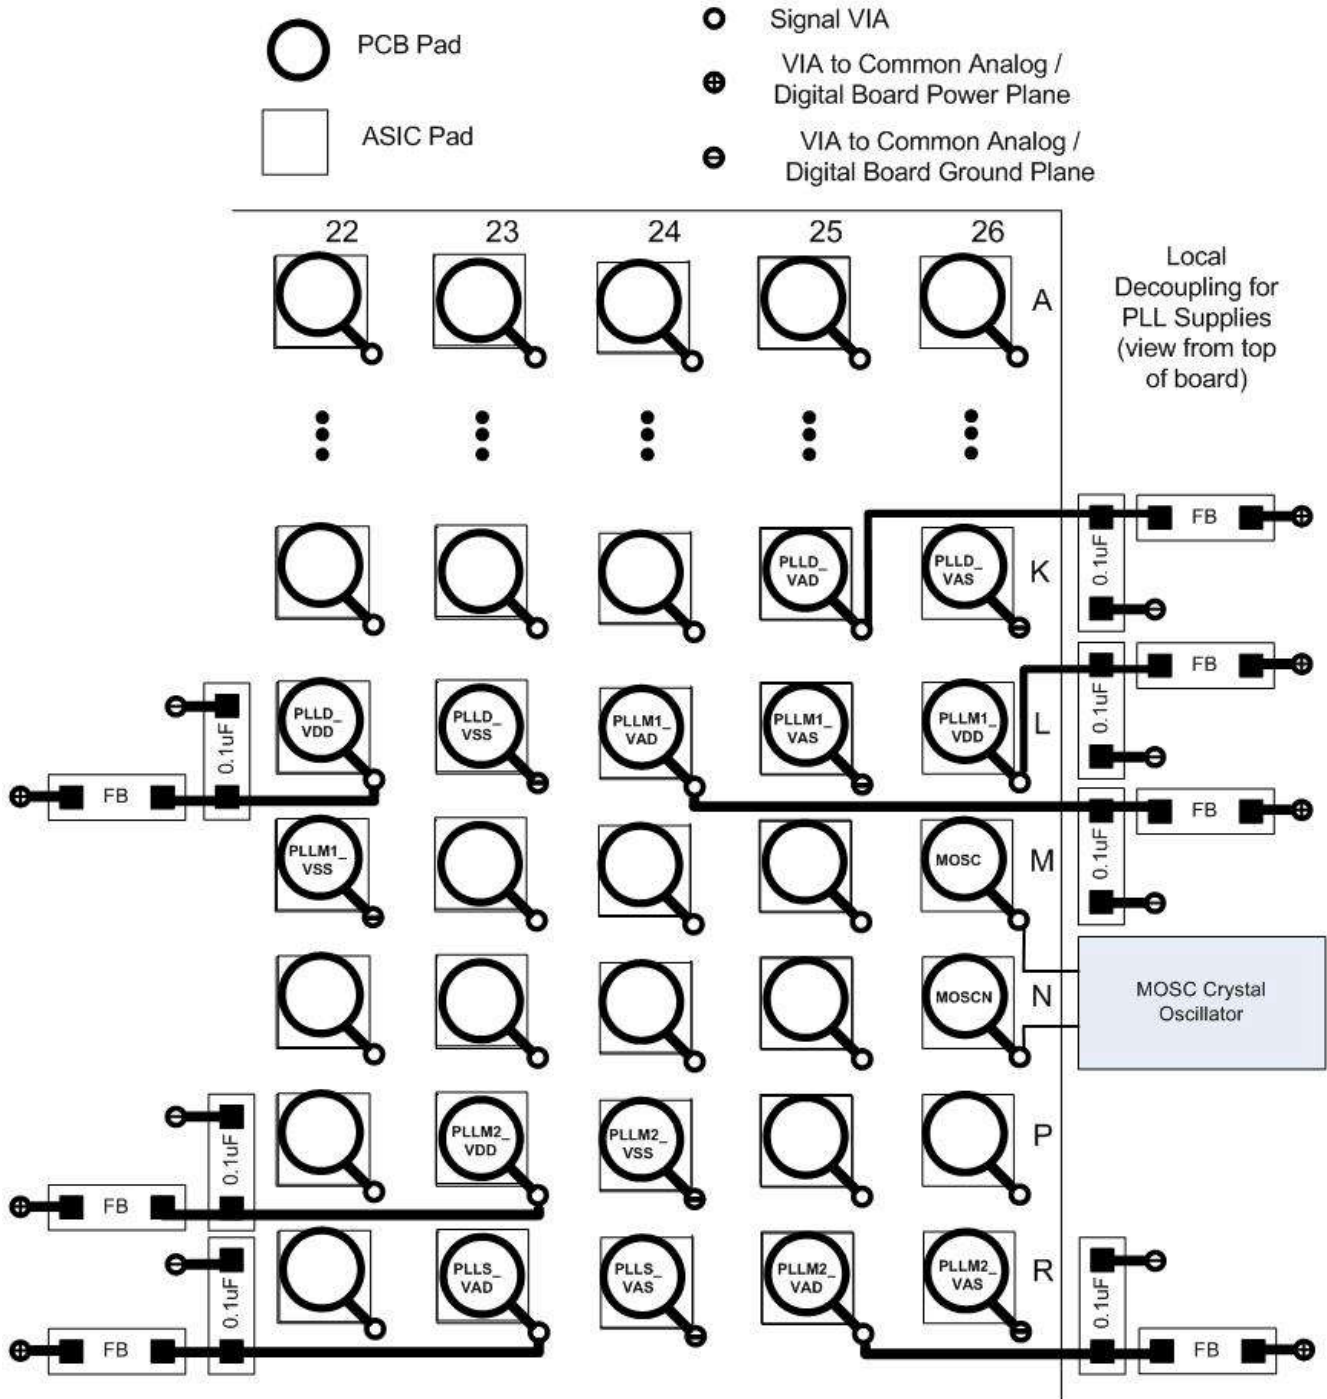 PCB Pad
ASIC Pad
Signal VIA
VIA to Common Analog /
Digital Board Power Plane
VIA to Common Analog /
Digital Board Ground Plane
22 23 24 25 26
A
Local
Decoupling for
PLL Supplies
(view from top
of board)
PLLD_
VAD
PLLD_
VAS
K
0.1uF
FB
FB
0.1uF
PLLD_
VDD
PLLD_
VSS
PLLM1_
VAD
PLLM1_
VAS
PLLM1_
VDD
L
0.1uF
FB
PLLM1_
VSS
MOSC
M
0.1uF
FB
MOSCN
N
MOSC Crystal
Oscillator
FB
0.1uF
PLLM2_
VDD
PLLM2_
VSS
P
FB
0.1uF
PLLS_
VAD
PLLS_
VAS
PLLM2_
VAD
PLLM2_
VAS
R
0.1uF
FB